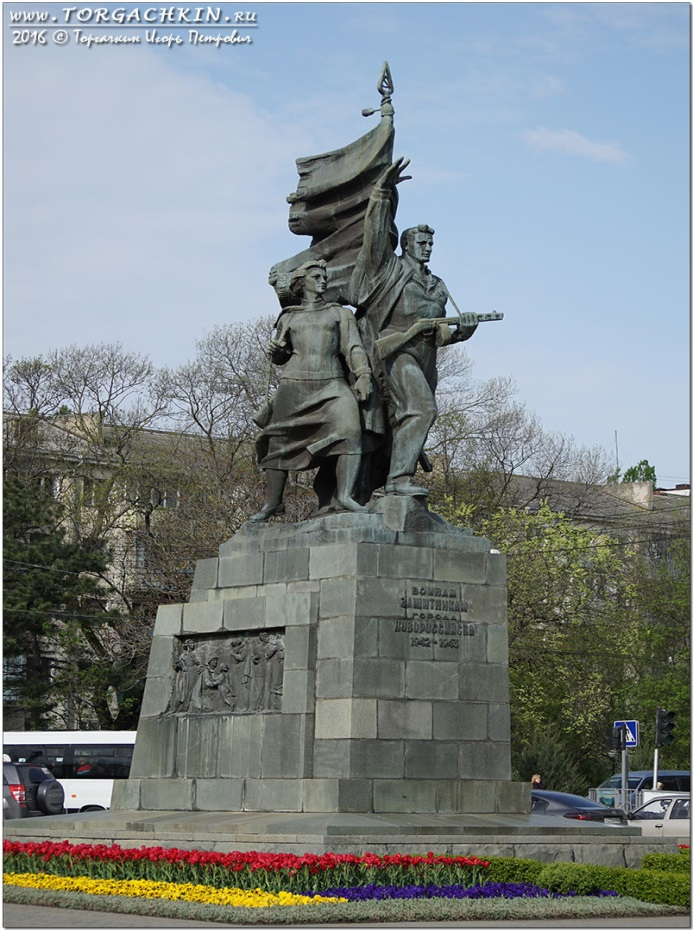 www.TORGACHKIN.ru
2016 © Торгачкин Игорь Петрович
ВОИНАМ
ЗАЩИТНИКАМ
ГОРОДА
НОВОРОССИЙСКА
1942-1943